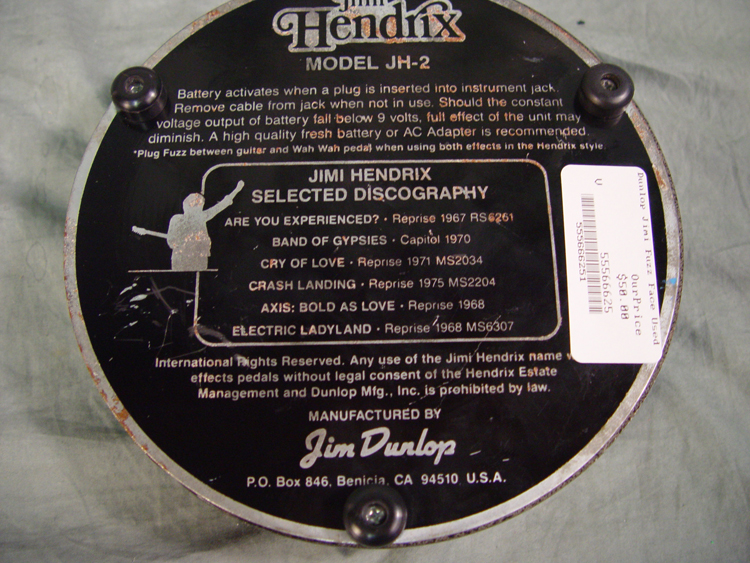 Jimi
Hendrix
MODEL JH-2
Battery activates when a plug is inserted into instrument jack.
Remove cable from jack when not in use. Should the constant
voltage output of battery fall below 9 volts, full effect of the unit may
diminish. A high quality fresh battery or AC Adapter is recommended.
*Plug Fuzz between guitar and Wah Wah pedal when using both effects in the Hendrix style.
JIMI HENDRIX
SELECTED DISCOGRAPHY
ARE YOU EXPERIENCED? · Reprise 1967 RS6261
BAND OF GYPSIES · Capitol 1970
CRY OF LOVE · Reprise 1971 MS2034
CRASH LANDING · Reprise 1975 MS2204
AXIS: BOLD AS LOVE · Reprise 1968
ELECTRIC LADYLAND · Reprise 1968 MS6307
International Rights Reserved. Any use of the Jimi Hendrix name
effects pedals without legal consent of the Hendrix Estate
Management and Dunlop Mfg., Inc. is prohibited by law.
MANUFACTURED BY
Jim Dunlop
P.O. Box 846, Benicia, CA 94510 U.S.A.
Dunlop Jimi Fuzz Face Used
OurPrice
$50.00
55566625
555666251
U